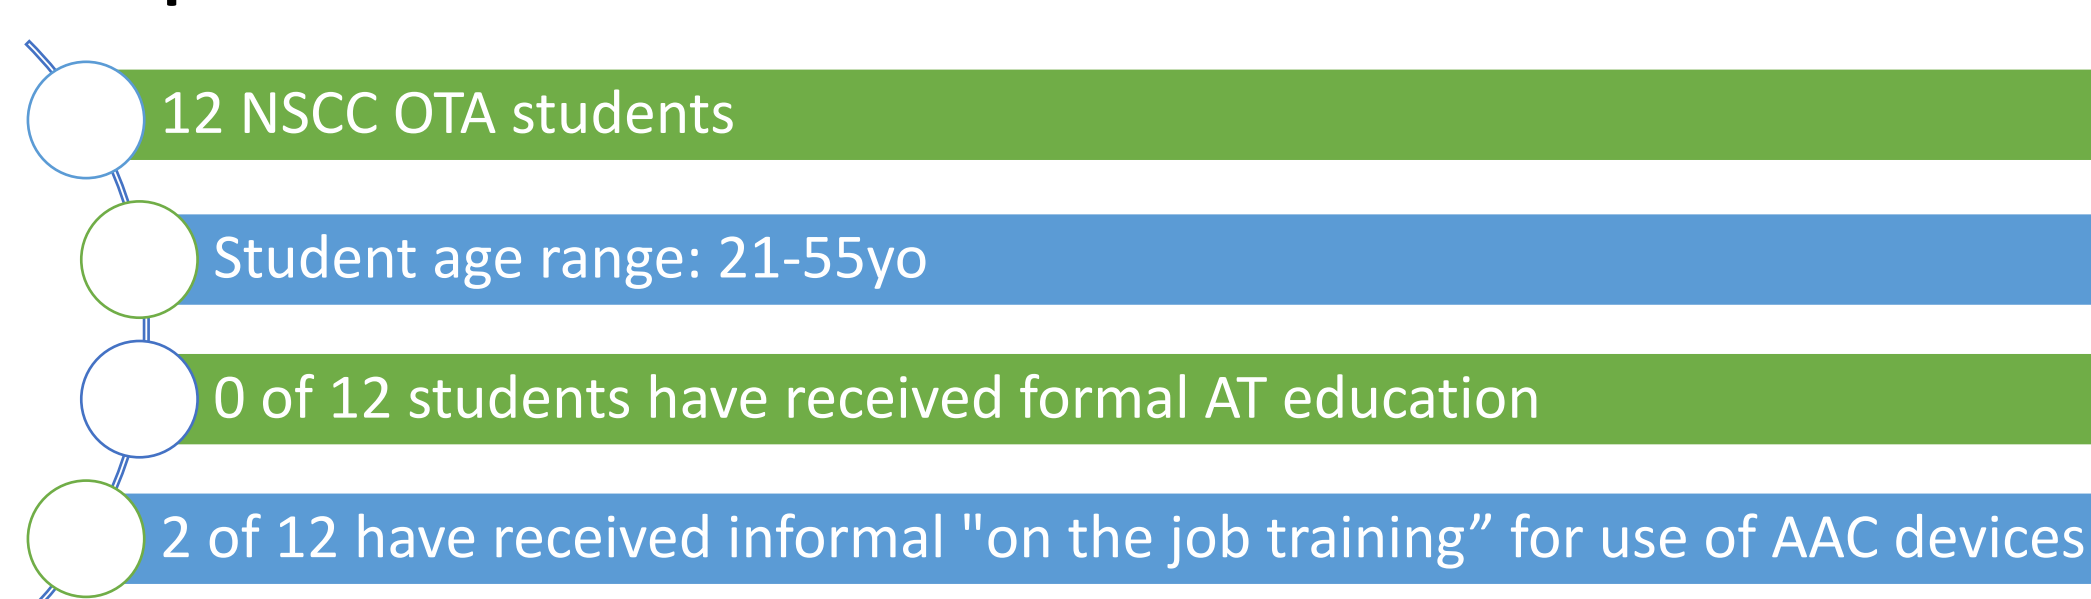 12 NSCC OTA students
Student age range: 21-55yo
0 of 12 students have received formal AT education
2 of 12 have received informal "on the job training” for use of AAC devices